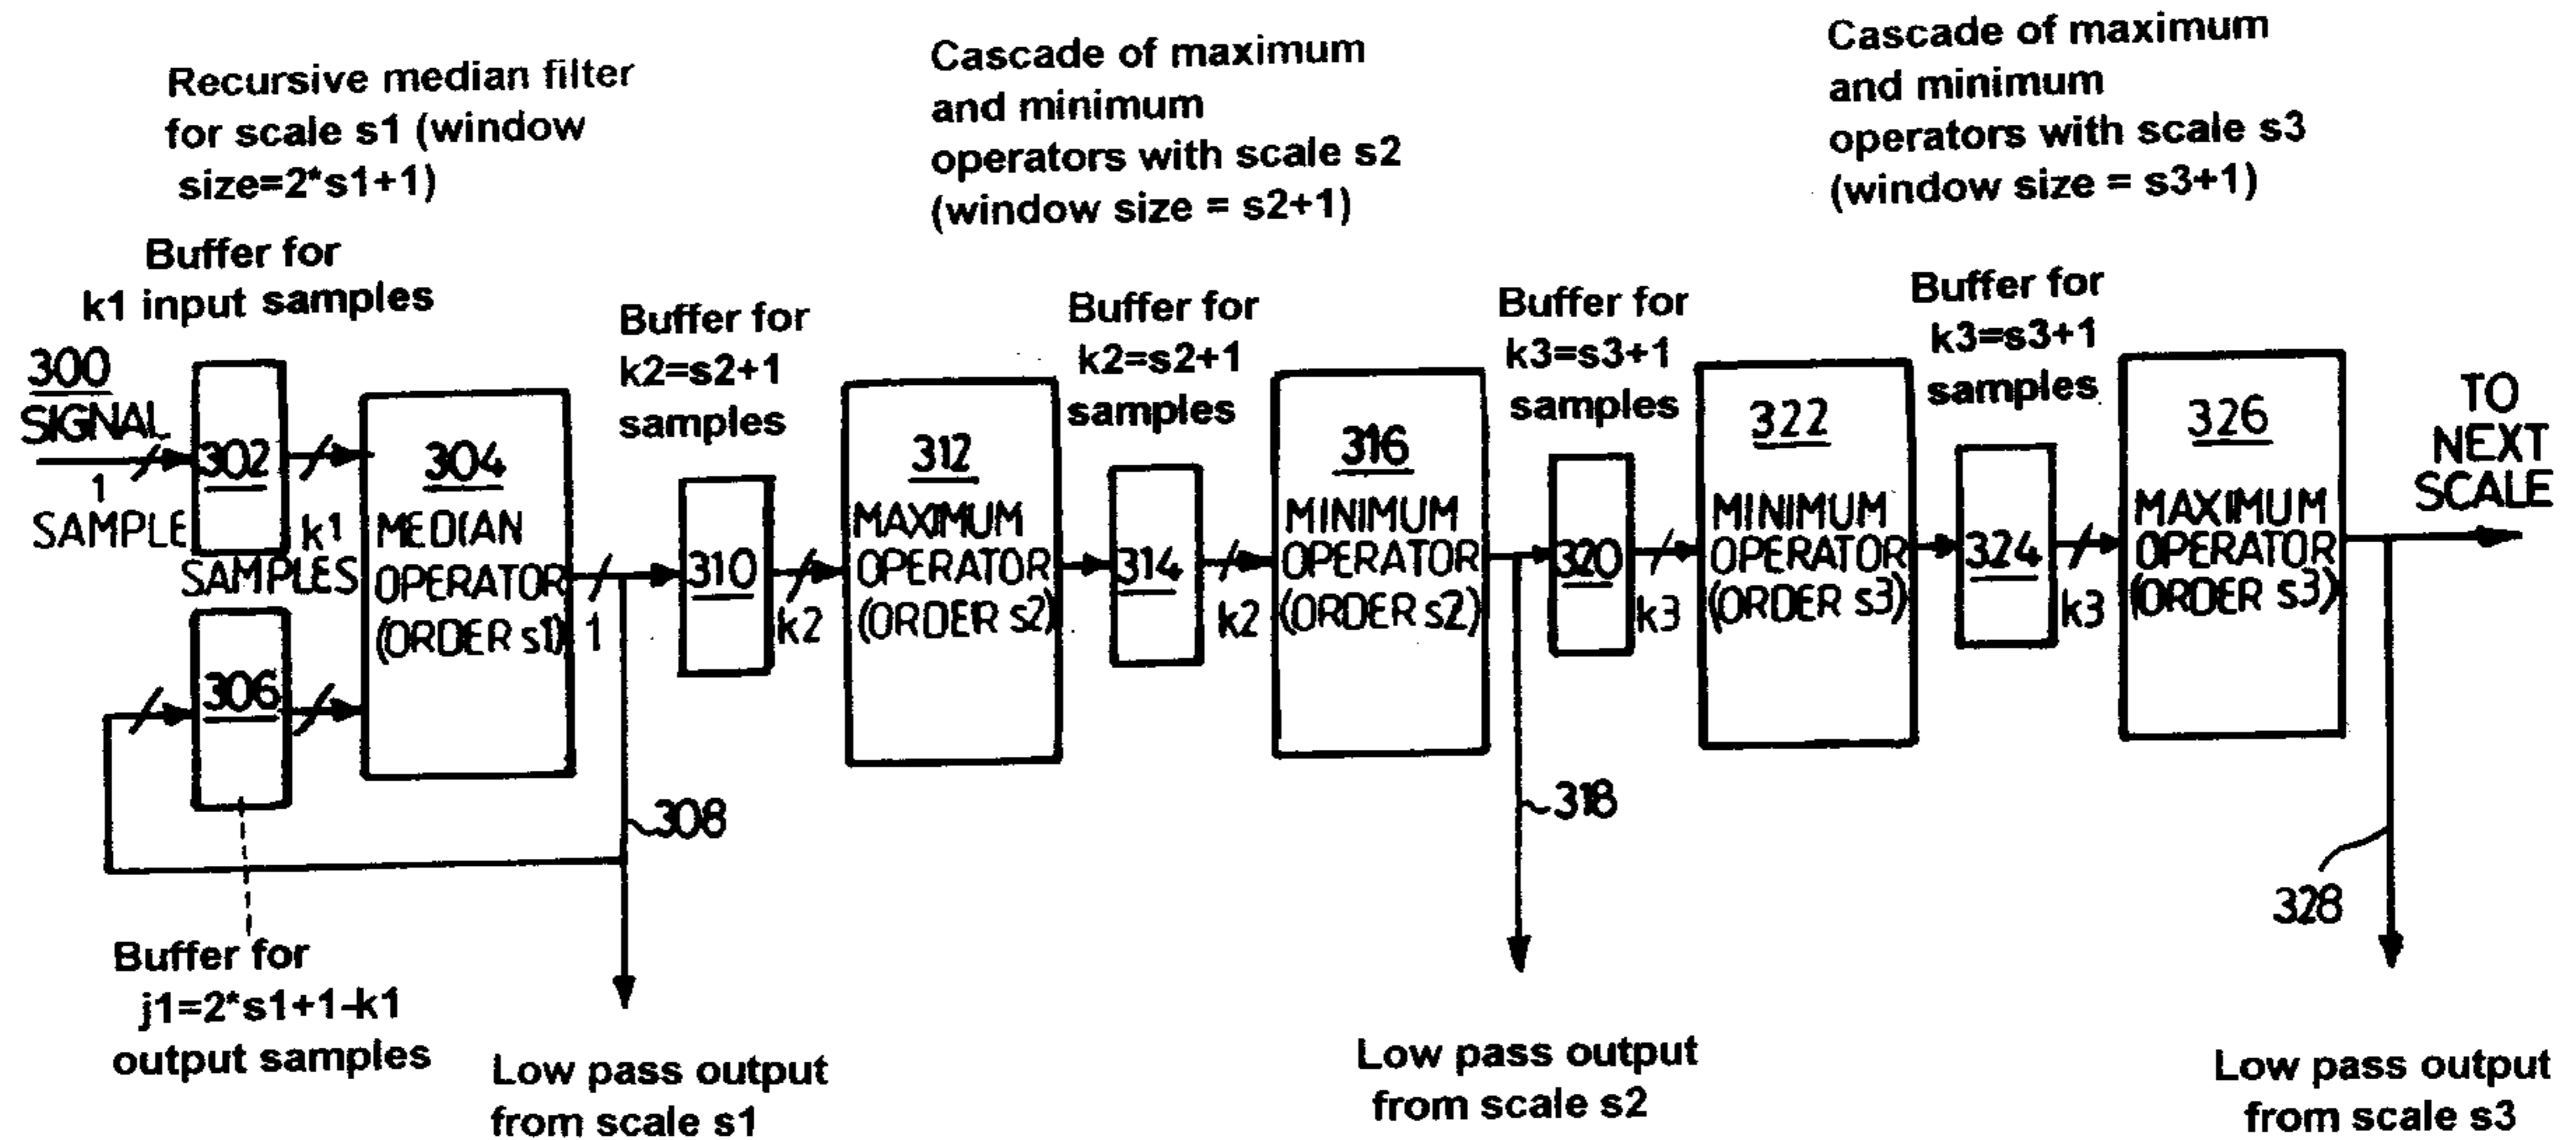 Recursive median filter
for scale s1 (window
size=2*s1+1)
Cascade of maximum
and minimum
operators with scale s2
(window size = s2+1)
Cascade of maximum
and minimum
operators with scale s3
(window size = s3+1)
Buffer for
k1 input samples
Buffer for
k2=s2+1
samples
Buffer for
k2=s2+1
samples
Buffer for
k3=s3+1
samples
Buffer for
k3=s3+1
samples
300
SIGNAL
1
SAMPLE
302
k1
SAMPLES
304
MEDIAN
OPERATOR
(ORDER s1)
1
306
308
310
k2
312
MAXIMUM
OPERATOR
(ORDER s2)
314
k2
316
MINIMUM
OPERATOR
(ORDER s2)
318
320
k3
322
MINIMUM
OPERATOR
(ORDER s3)
324
k3
326
MAXIMUM
OPERATOR
(ORDER s3)
TO
NEXT
SCALE
328
Buffer for
j1=2*s1+1-k1
output samples
Low pass output
from scale s1
Low pass output
from scale s2
Low pass output
from scale s3